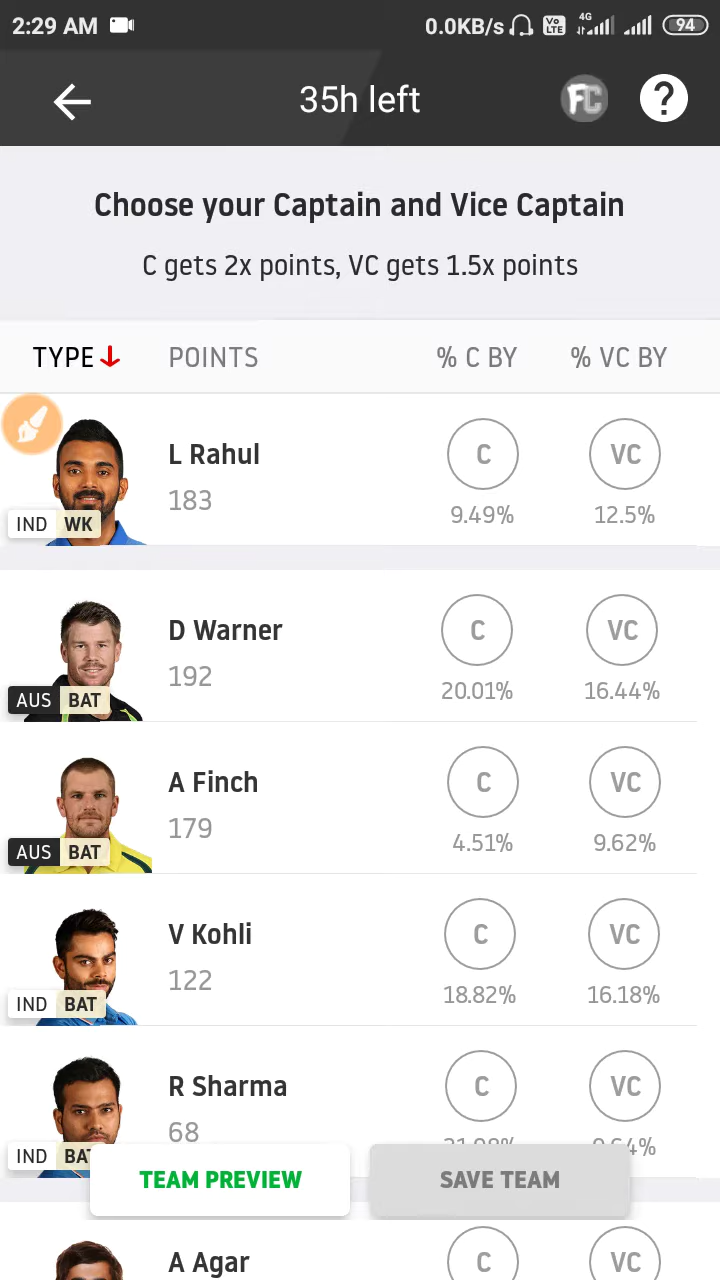 2:29 AM 0.0KB/s Vo LTE 4G 94
35h left FC ?
Choose your Captain and Vice Captain
C gets 2x points, VC gets 1.5x points
TYPE POINTS % C BY % VC BY
L Rahul C VC
183 9.49% 12.5%
IND WK
D Warner C VC
192 20.01% 16.44%
AUS BAT
A Finch C VC
179 4.51% 9.62%
AUS BAT
V Kohli C VC
122 18.82% 16.18%
IND BAT
R Sharma C VC
68
IND
TEAM PREVIEW SAVE TEAM
A Agar C VC